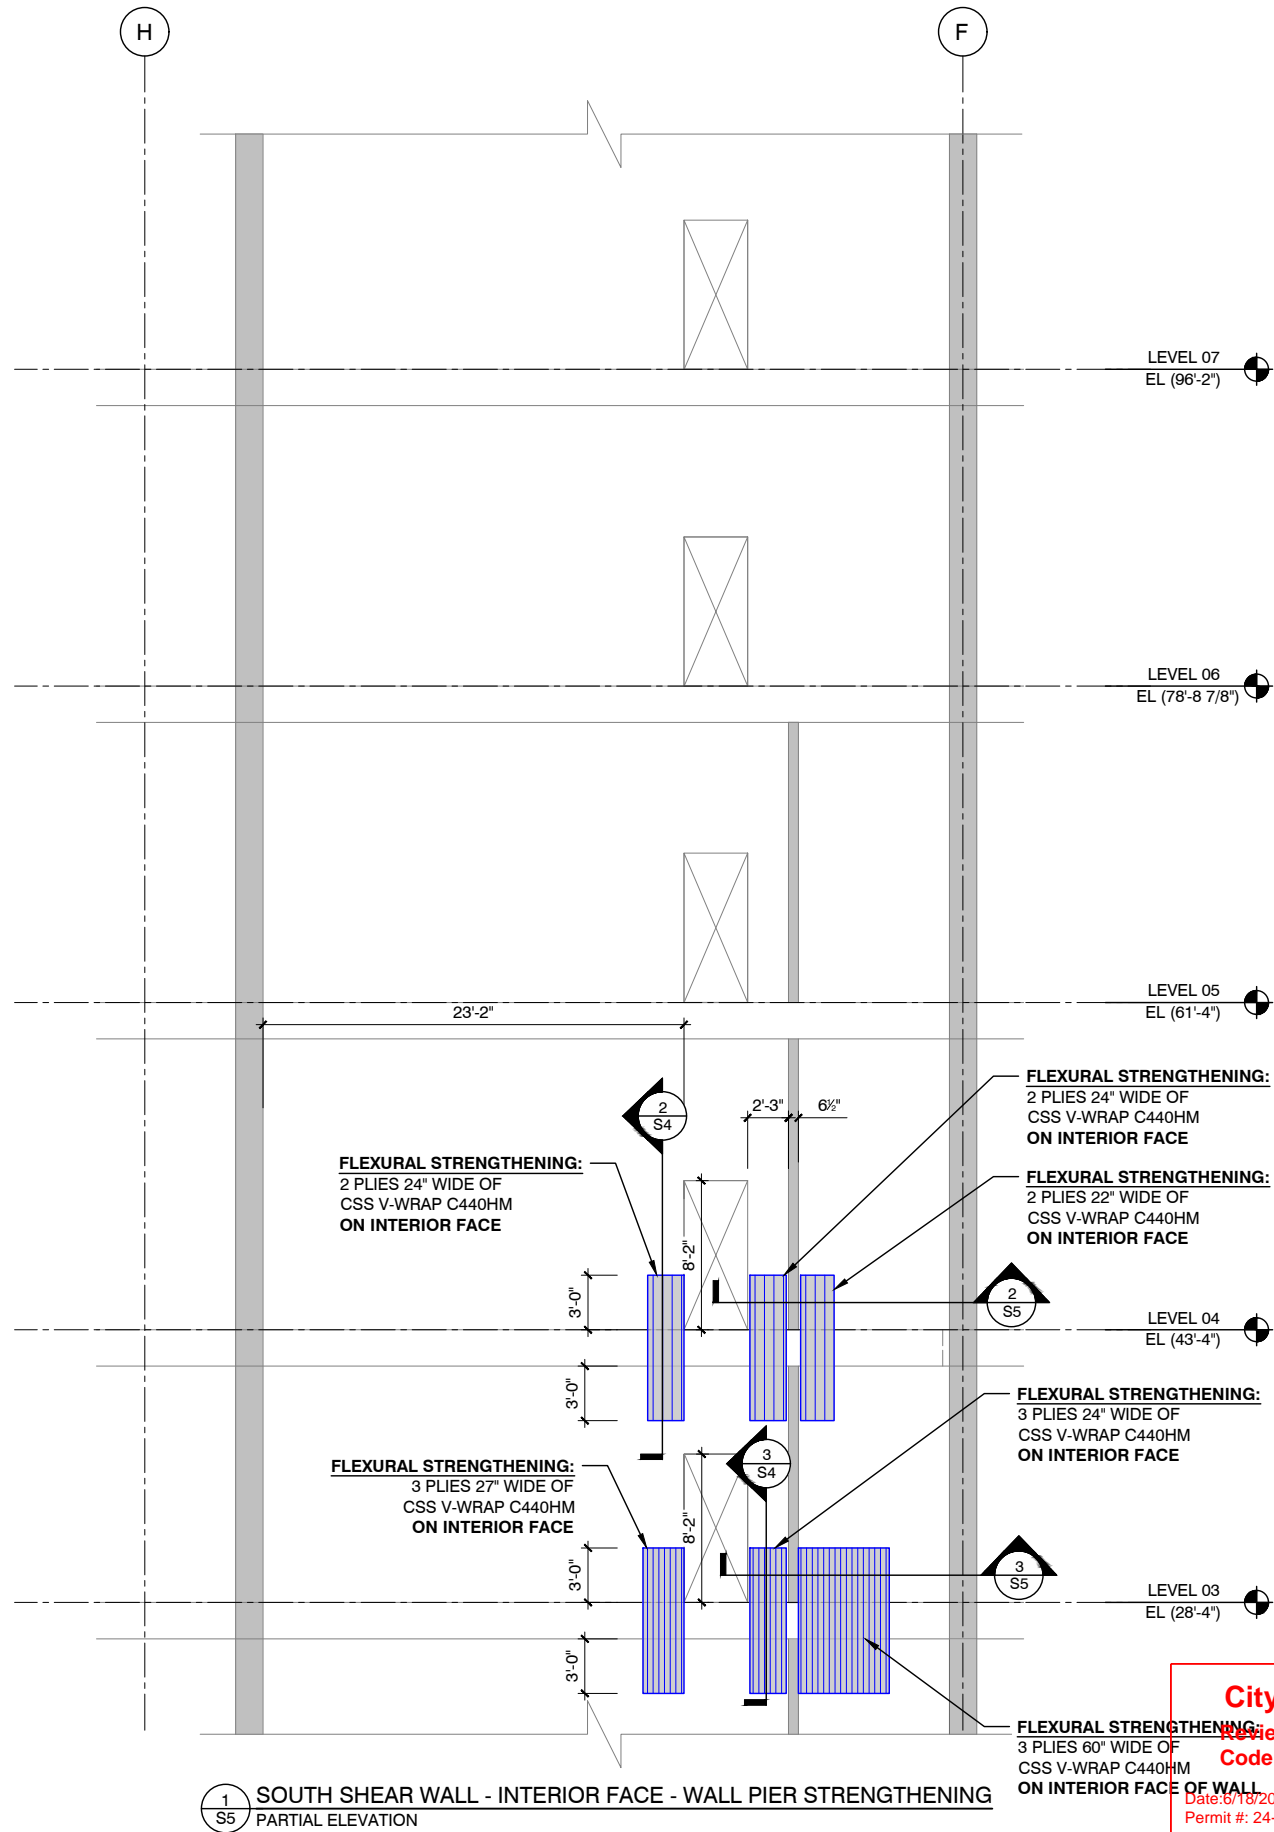 H
F
LEVEL 07
EL (96'-2")
LEVEL 06
EL (78'-8 7/8")
LEVEL 05
EL (61'-4")
23'-2"
FLEXURAL STRENGTHENING:
2 PLIES 24" WIDE OF
CSS V-WRAP C440HM
ON INTERIOR FACE
2
S4
2'-3"
6½"
FLEXURAL STRENGTHENING:
2 PLIES 24" WIDE OF
CSS V-WRAP C440HM
ON INTERIOR FACE
FLEXURAL STRENGTHENING:
2 PLIES 22" WIDE OF
CSS V-WRAP C440HM
ON INTERIOR FACE
8'-2"
3'-0"
2
S5
LEVEL 04
EL (43'-4")
3'-0"
FLEXURAL STRENGTHENING:
3 PLIES 24" WIDE OF
CSS V-WRAP C440HM
ON INTERIOR FACE
3
S4
FLEXURAL STRENGTHENING:
3 PLIES 27" WIDE OF
CSS V-WRAP C440HM
ON INTERIOR FACE
8'-2"
3'-0"
3
S5
LEVEL 03
EL (28'-4")
3'-0"
FLEXURAL STRENGTHENING:
3 PLIES 60" WIDE OF
CSS V-WRAP C440HM
ON INTERIOR FACE OF WALL
City
Code
Date:6/18/20
Permit #: 24-
1
S5
SOUTH SHEAR WALL - INTERIOR FACE - WALL PIER STRENGTHENING
PARTIAL ELEVATION